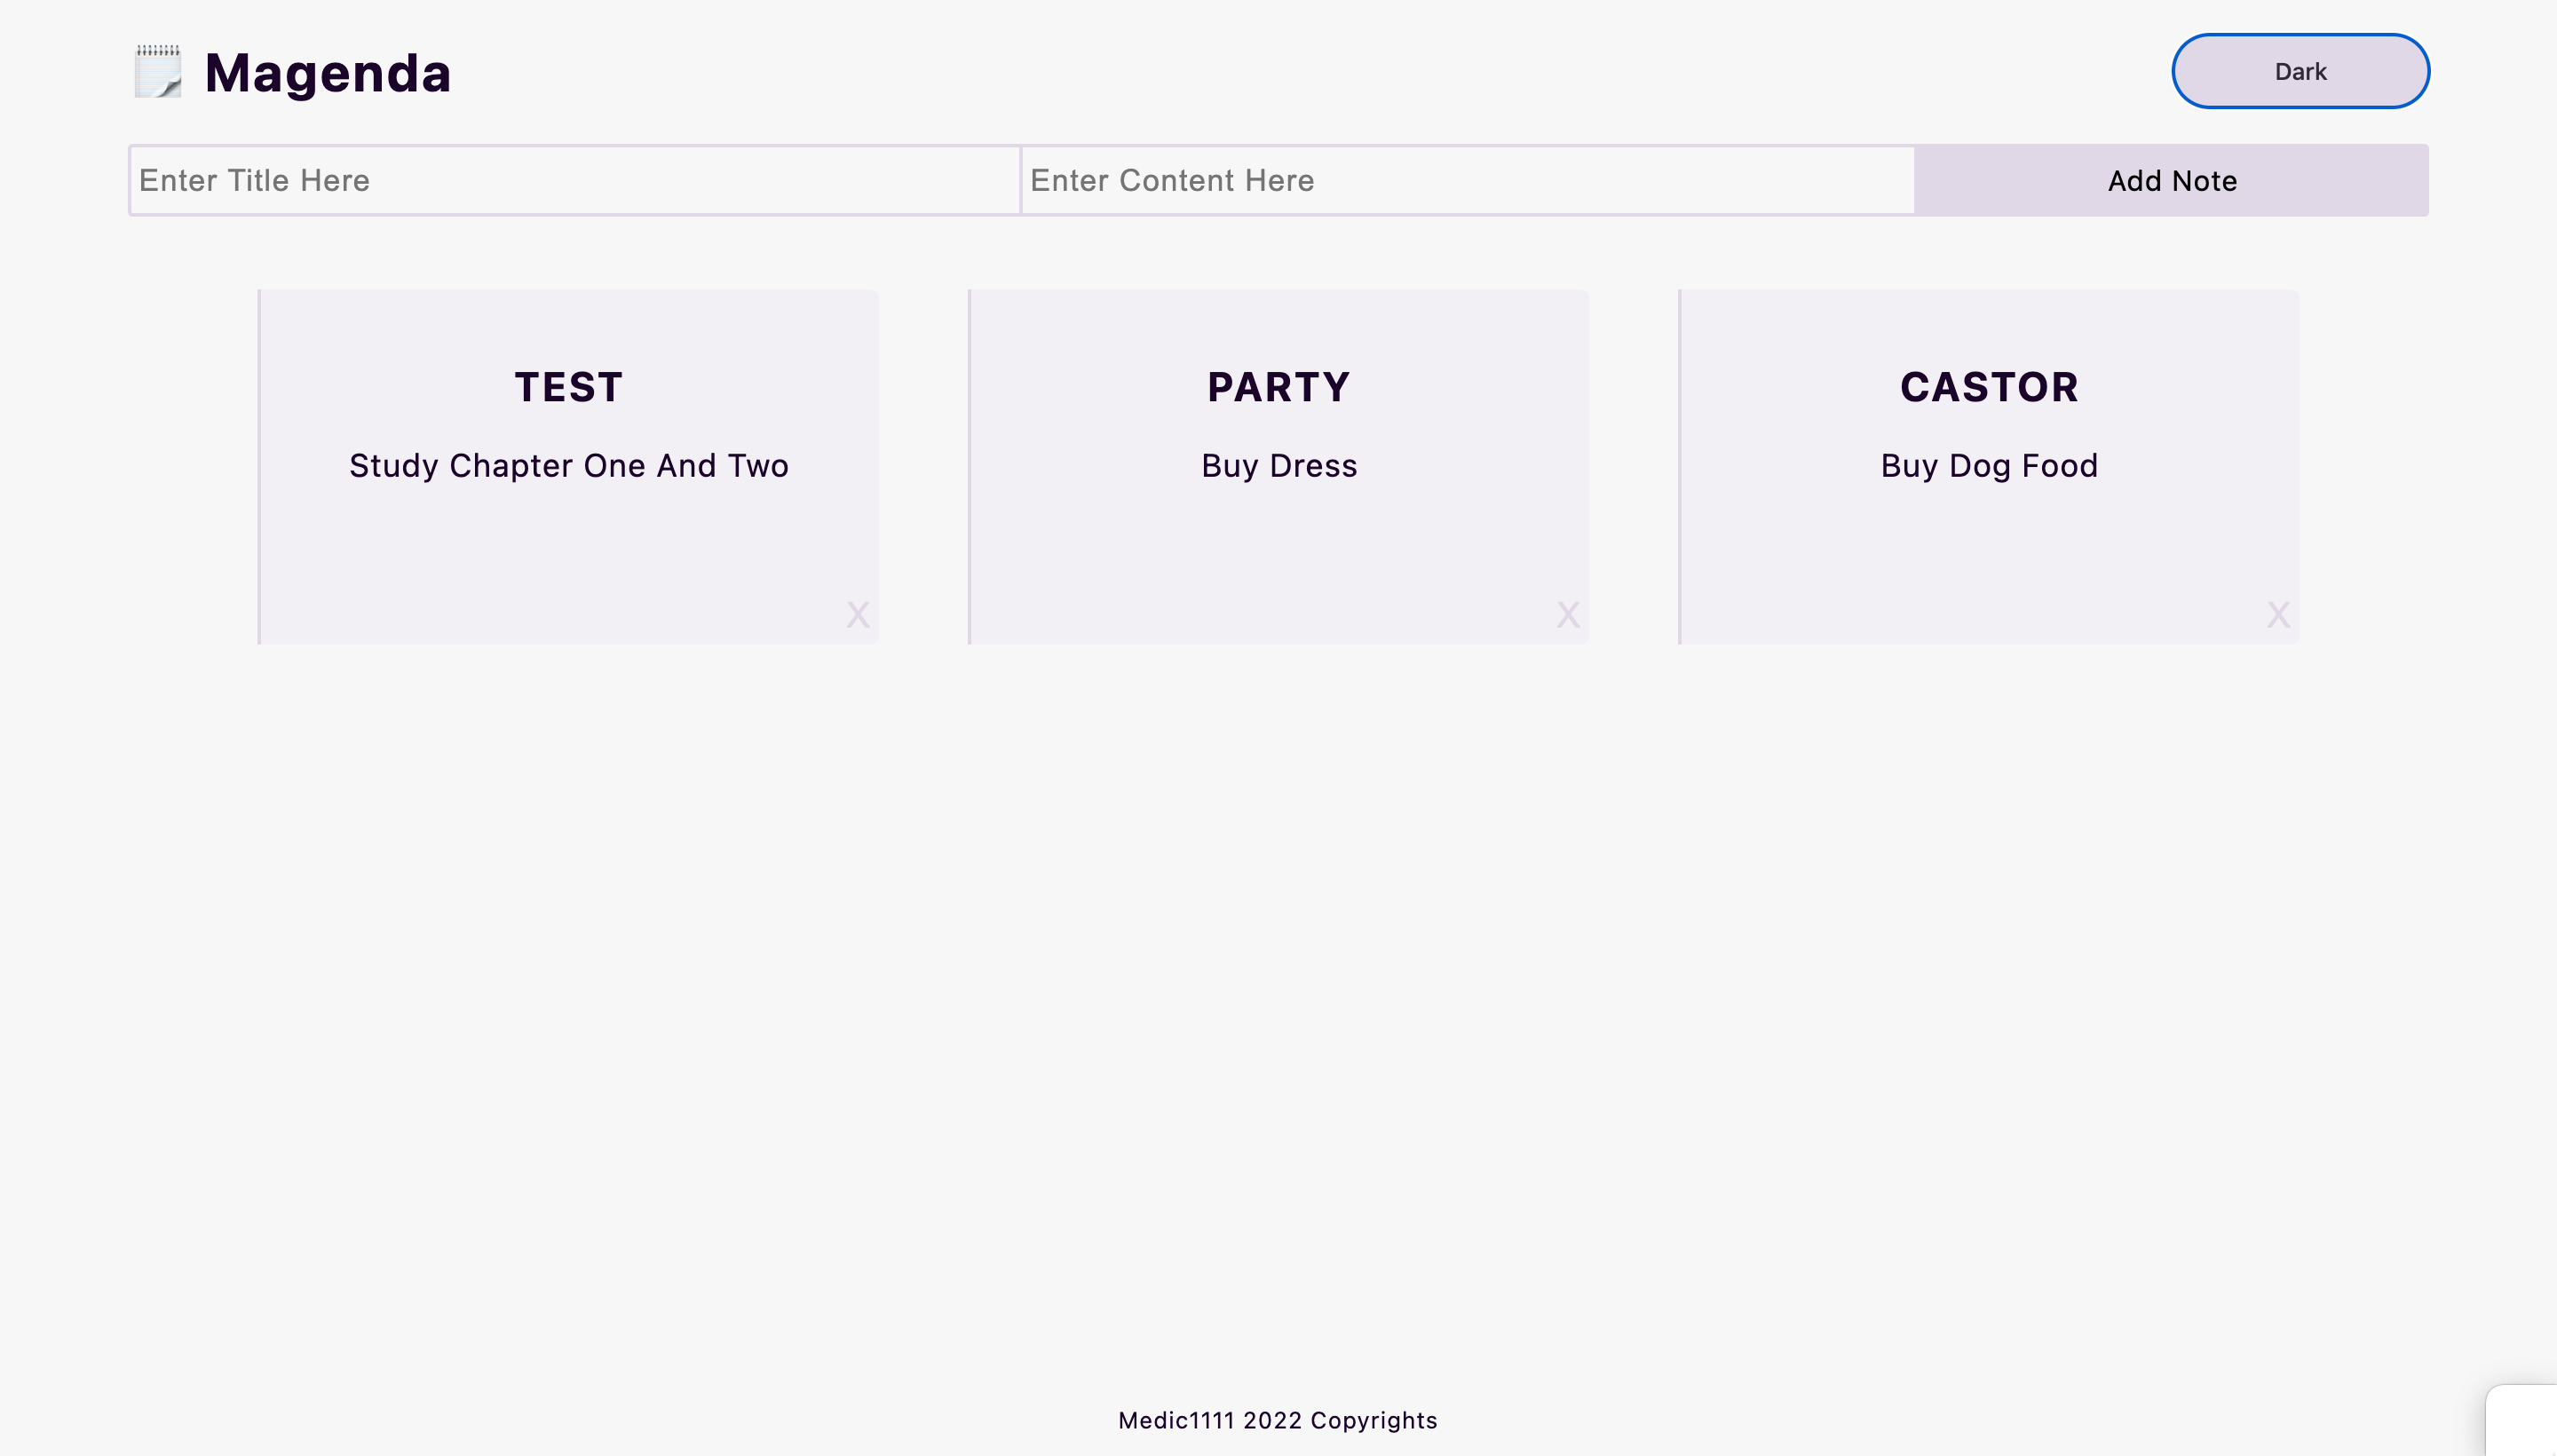 Magenda
Dark
Enter Title Here
Enter Content Here
Add Note
TEST
Study Chapter One And Two
X
PARTY
Buy Dress
X
CASTOR
Buy Dog Food
X
Medic1111 2022 Copyrights